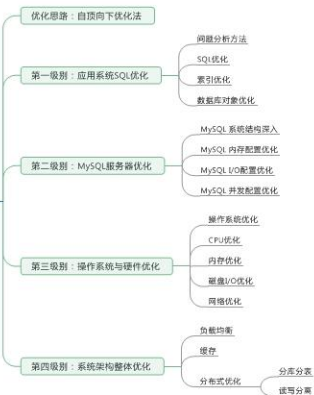 优化思路：自顶向下优化法
第一级别：应用系统SQL优化
问题分析方法
SQL优化
索引优化
数据库对象优化
第二级别：MySQL服务器优化
MySQL 系统结构深入
MySQL 内存配置优化
MySQL I/O配置优化
MySQL 并发配置优化
第三级别：操作系统与硬件优化
操作系统优化
CPU优化
内存优化
磁盘I/O优化
网络优化
第四级别：系统架构整体优化
负载均衡
缓存
分布式优化
分库分表
读写分离